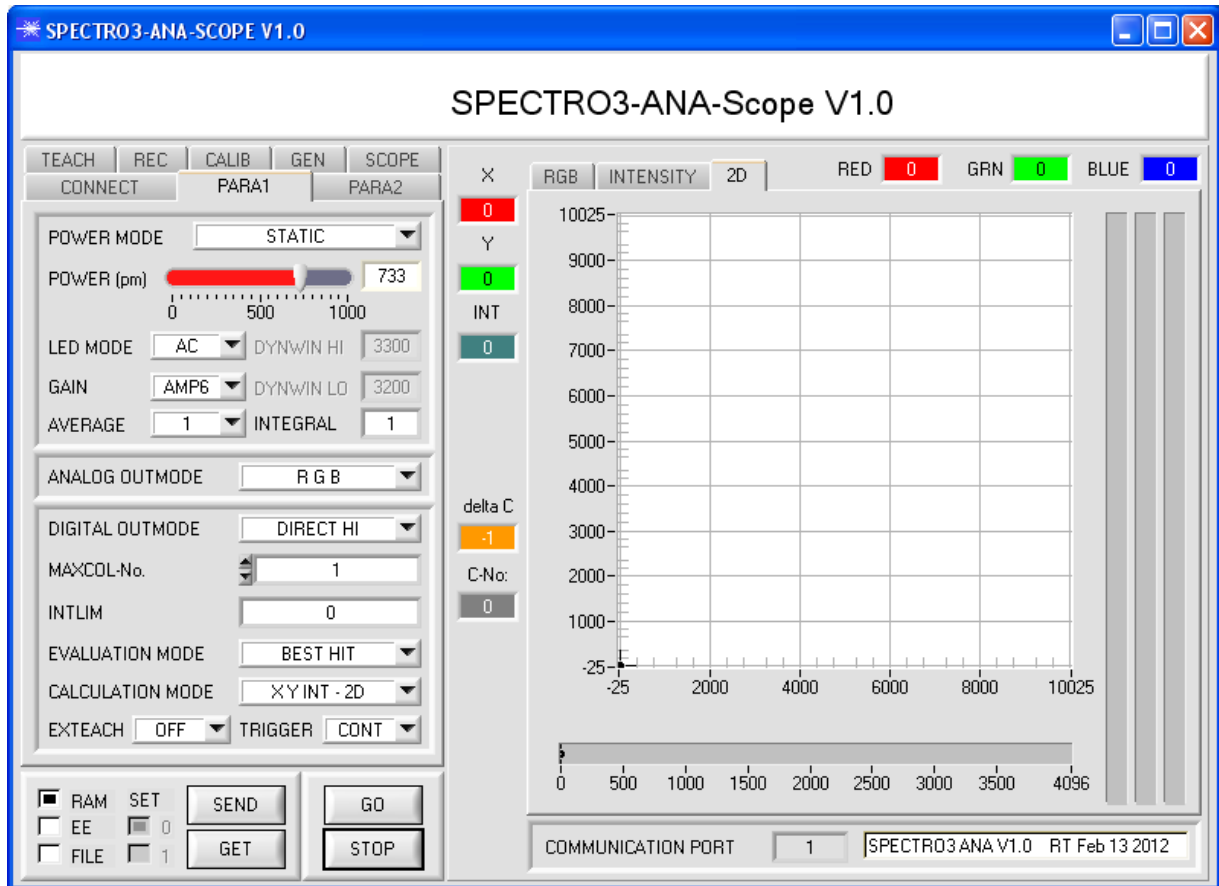 SPECTRO3-ANA-SCOPE V1.0
SPECTRO3-ANA-Scope V1.0
TEACH REC CALIB GEN SCOPE
CONNECT PARA1 PARA2
POWER MODE STATIC
POWER (pm) 733
0 500 1000
LED MODE AC DYNWIN HI 3300
GAIN AMP6 DYNWIN LO 3200
AVERAGE 1 INTEGRAL 1
ANALOG OUTMODE R G B
DIGITAL OUTMODE DIRECT HI
MAXCOL-No. 1
INTLIM 0
EVALUATION MODE BEST HIT
CALCULATION MODE X Y INT - 2D
EXTEACH OFF TRIGGER CONT
RAM SET SEND GO
EE 0
FILE 1 GET STOP
X
0
Y
0
INT
0
delta C
-1
C-No:
0
RGB INTENSITY 2D RED 0 GRN 0 BLUE 0
10025
9000
8000
7000
6000
5000
4000
3000
2000
1000
-25
-25 2000 4000 6000 8000 10025
0 500 1000 1500 2000 2500 3000 3500 4096
COMMUNICATION PORT 1 SPECTRO3 ANA V1.0 RT Feb 13 2012